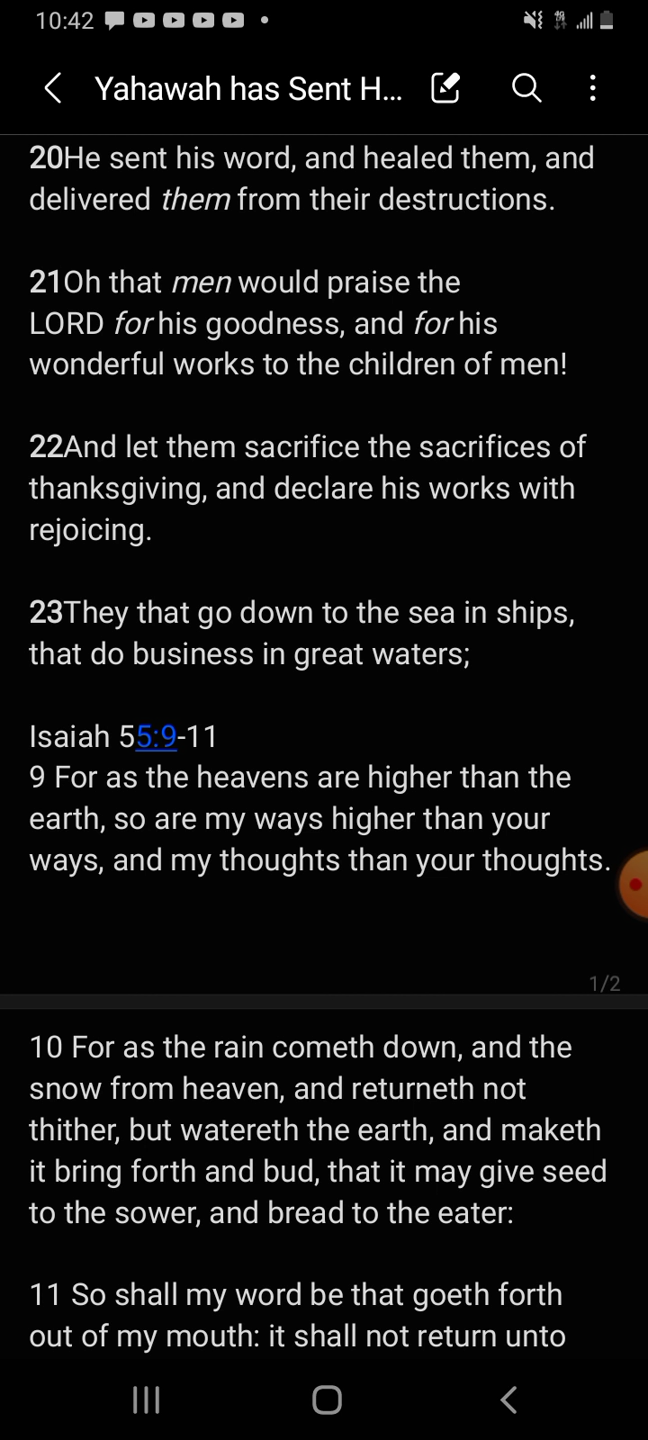 10:42
Yahawah has Sent H...
20He sent his word, and healed them, and
delivered them from their destructions.
21Oh that men would praise the
LORD for his goodness, and for his
wonderful works to the children of men!
22And let them sacrifice the sacrifices of
thanksgiving, and declare his works with
rejoicing.
23They that go down to the sea in ships,
that do business in great waters;
Isaiah 55:9-11
9 For as the heavens are higher than the
earth, so are my ways higher than your
ways, and my thoughts than your thoughts.
1/2
10 For as the rain cometh down, and the
snow from heaven, and returneth not
thither, but watereth the earth, and maketh
it bring forth and bud, that it may give seed
to the sower, and bread to the eater:
11 So shall my word be that goeth forth
out of my mouth: it shall not return unto